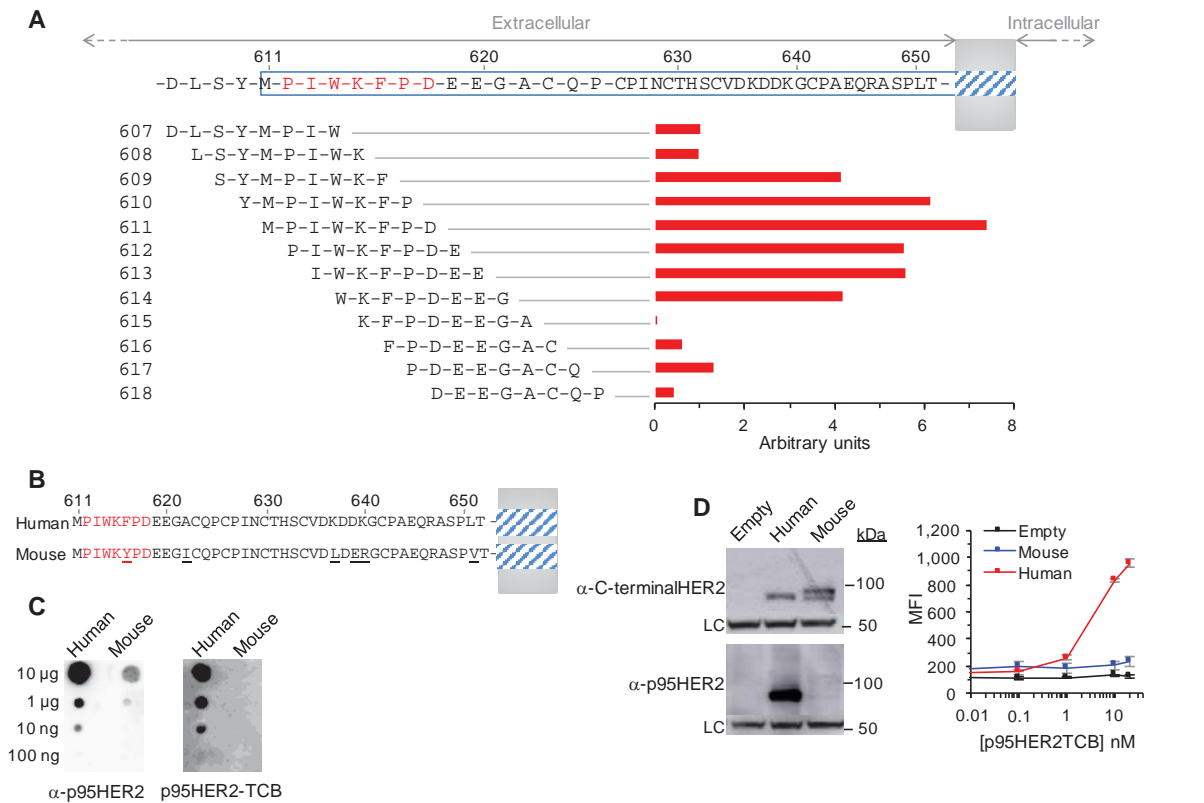 A
Extracellular
Intracellular
611 620 630 640 650
-D-L-S-Y-M-P-I-W-K-F-P-D-E-E-G-A-C-Q-P-CPINCTHSCVDKDDKGCPAEQRASPLT-
607 D-L-S-Y-M-P-I-W
608 L-S-Y-M-P-I-W-K
609 S-Y-M-P-I-W-K-F
610 Y-M-P-I-W-K-F-P
611 M-P-I-W-K-F-P-D
612 P-I-W-K-F-P-D-E
613 I-W-K-F-P-D-E-E
614 W-K-F-P-D-E-E-G
615 K-F-P-D-E-E-G-A
616 F-P-D-E-E-G-A-C
617 P-D-E-E-G-A-C-Q
618 D-E-E-G-A-C-Q-P
0 2 4 6 8
Arbitrary units
B
611 620 630 640 650
Human MPIWKFPDEEGACQPCPINCTHSCVDKDDKGCPAEQRASPLT-
Mouse MPIWKYPDEEGICQPCPINCTHSCVDLDERGCPAEQRASPVT-
C
Human Mouse Human Mouse
10 µg
1 µg
10 ng
100 ng
α-p95HER2 p95HER2-TCB
D
Empty Human Mouse kDa
α-C-terminalHER2
100
LC
50
α-p95HER2
100
LC
50
1,200
1,000
800
600
400
200
0
MFI
Empty
Mouse
Human
0.01 0.1 1 10
[p95HER2TCB] nM